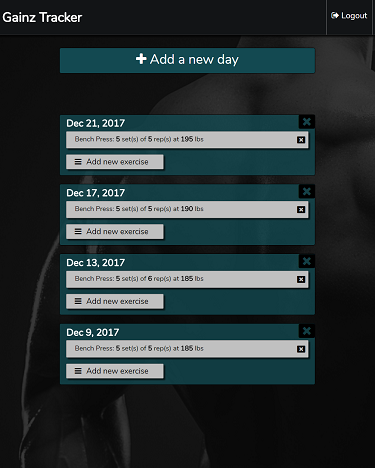 Gainz Tracker
Logout
Add a new day
Dec 21, 2017
Bench Press: 5 set(s) of 5 rep(s) at 195 lbs
Add new exercise
Dec 17, 2017
Bench Press: 5 set(s) of 5 rep(s) at 190 lbs
Add new exercise
Dec 13, 2017
Bench Press: 5 set(s) of 6 rep(s) at 185 lbs
Add new exercise
Dec 9, 2017
Bench Press: 5 set(s) of 5 rep(s) at 185 lbs
Add new exercise